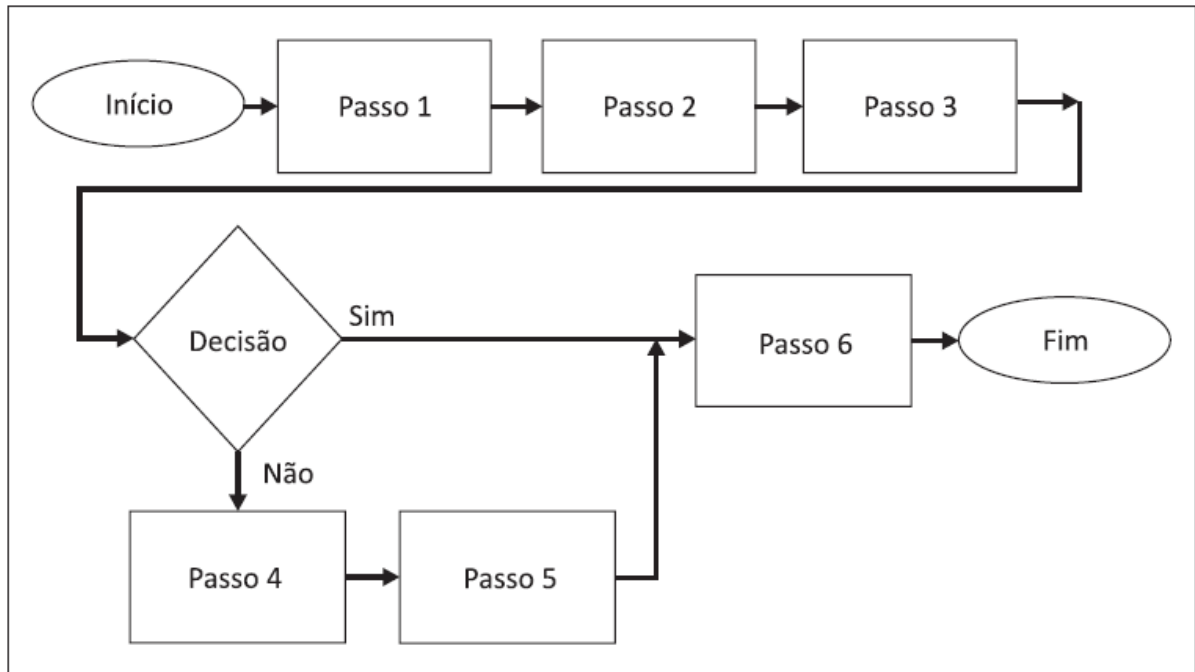 Início
Passo 1
Passo 2
Passo 3
Decisão
Sim
Não
Passo 6
Fim
Passo 4
Passo 5